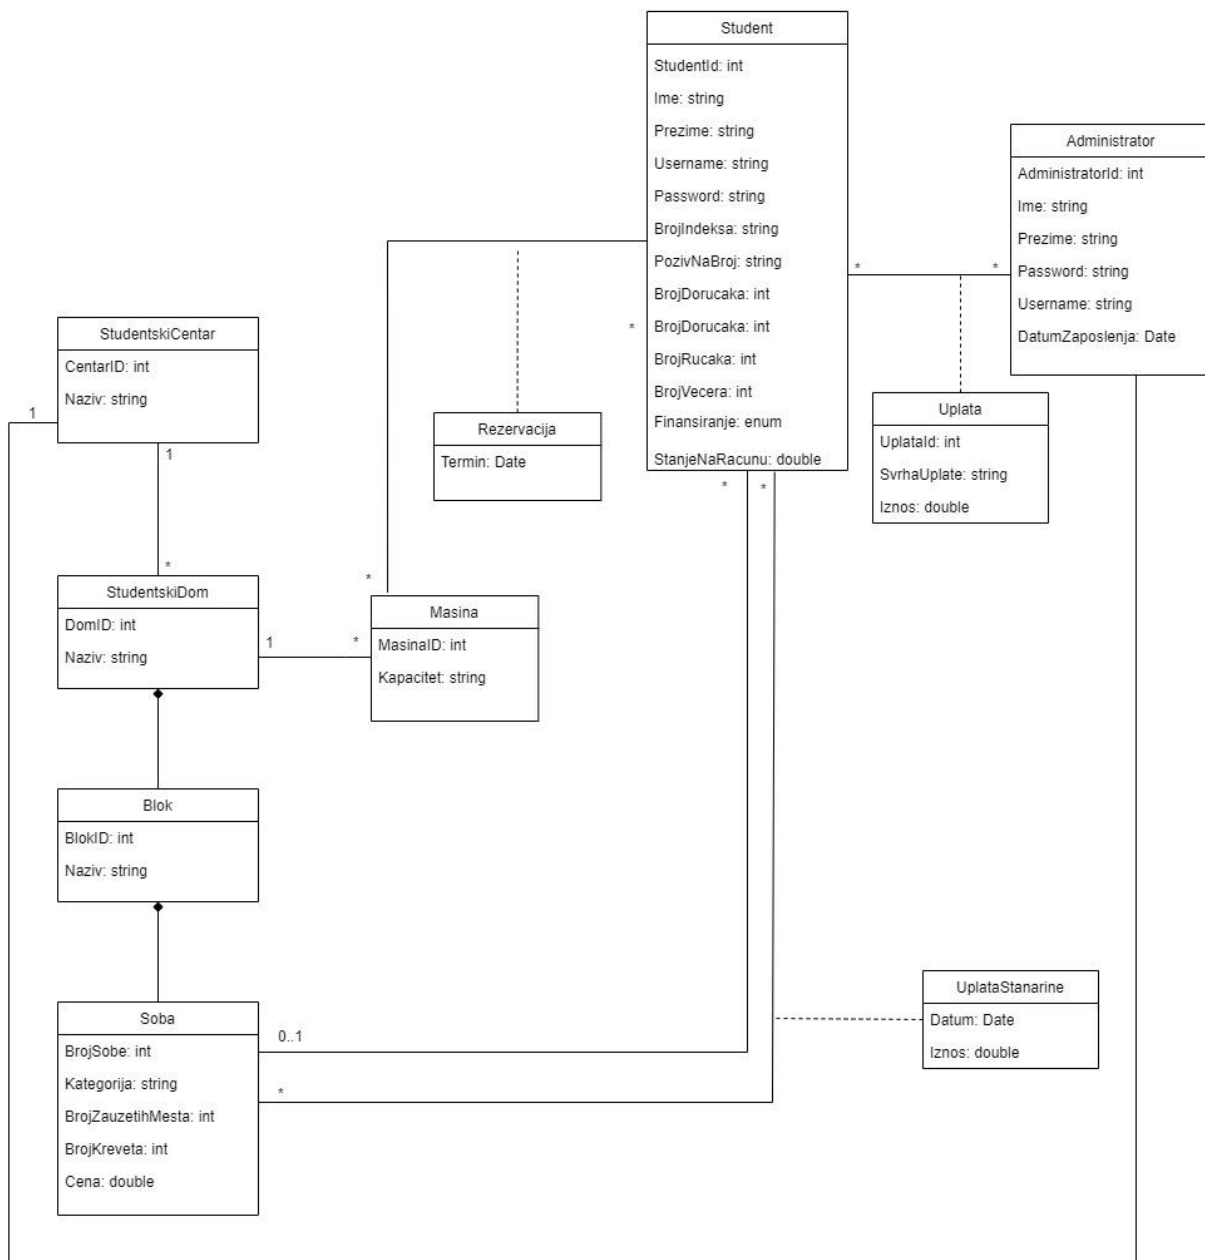 Student
StudentId: int
Ime: string
Prezime: string
Username: string
Password: string
BrojIndeksa: string
PozivNaBroj: string
BrojDorucaka: int
BrojDorucaka: int
BrojRucaka: int
BrojVecera: int
Finansiranje: enum
StanjeNaRacunu: double
*
*
*
*
*
Administrator
AdministratorId: int
Ime: string
Prezime: string
Password: string
Username: string
DatumZaposlenja: Date
Uplata
UplataId: int
SvrhaUplate: string
Iznos: double
StudentskiCentar
CentarID: int
Naziv: string
1
1
*
Rezervacija
Termin: Date
StudentskiDom
DomID: int
Naziv: string
1
*
*
Masina
MasinaID: int
Kapacitet: string
Blok
BlokID: int
Naziv: string
Soba
BrojSobe: int
Kategorija: string
BrojZauzetihMesta: int
BrojKreveta: int
Cena: double
0..1
*
UplataStanarine
Datum: Date
Iznos: double